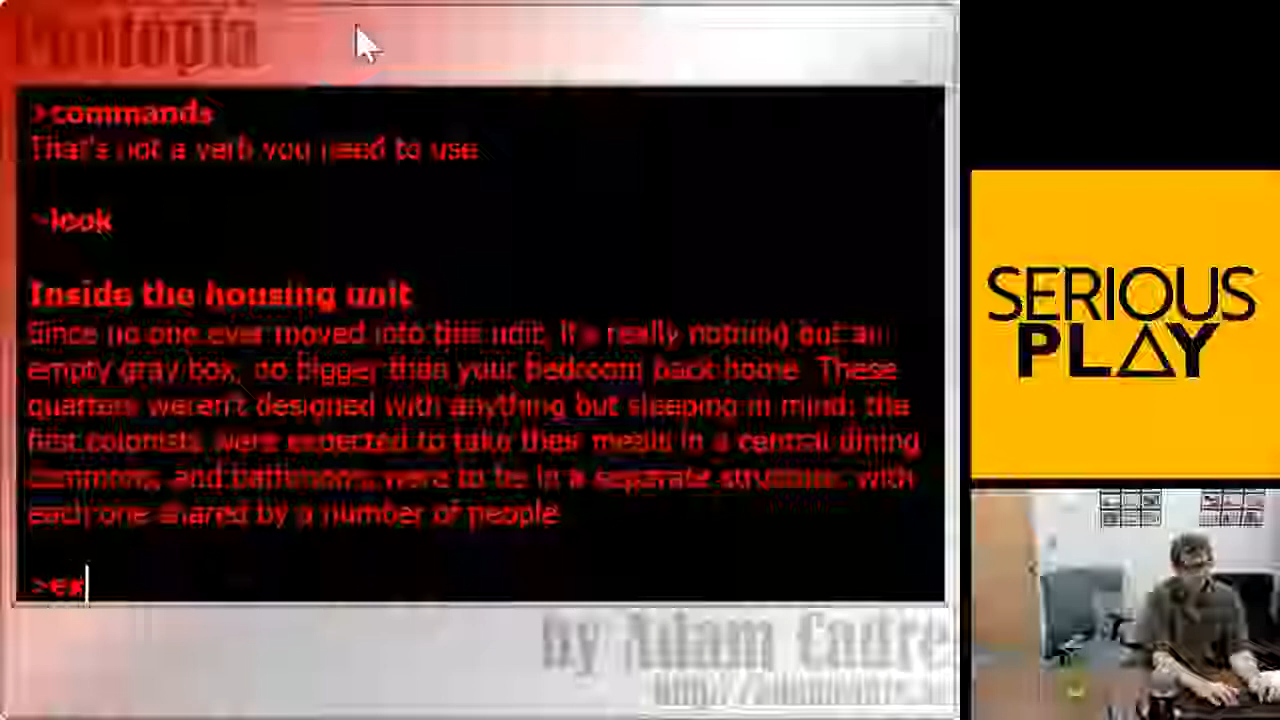 Photopia
>commands
That's not a verb you need to use
>look
Inside the housing unit
Since no one ever moved into this unit, it's really nothing but an
empty gray box, no bigger than your bedroom back home. These
quarters weren't designed with anything but sleeping in mind; the
first colonists were expected to take their meals in a central dining
commons, and bathrooms were to be in a separate structure, with
each one shared by a number of people
>ex
by Adam Cadre
SERIOUS
PLAY